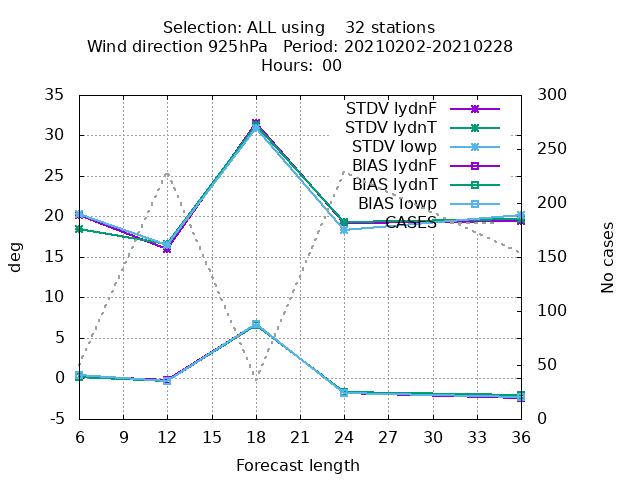 Selection: ALL using    32 stations
Wind direction 925hPa   Period: 20210202-20210228
Hours: 00
STDV lydnF
STDV lydnT
STDV lowp
BIAS lydnF
BIAS lydnT
BIAS lowp
CASES
35
30
25
20
15
10
5
0
-5
deg
300
250
200
150
100
50
0
No cases
6 9 12 15 18 21 24 27 30 33 36
Forecast length